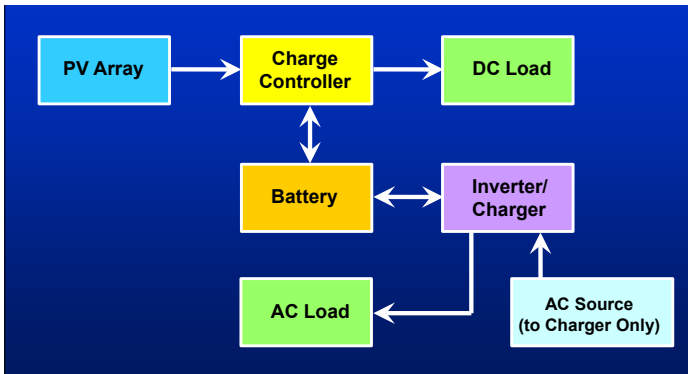 PV Array
Charge
Controller
DC Load
Battery
Inverter/
Charger
AC Load
AC Source
(to Charger Only)